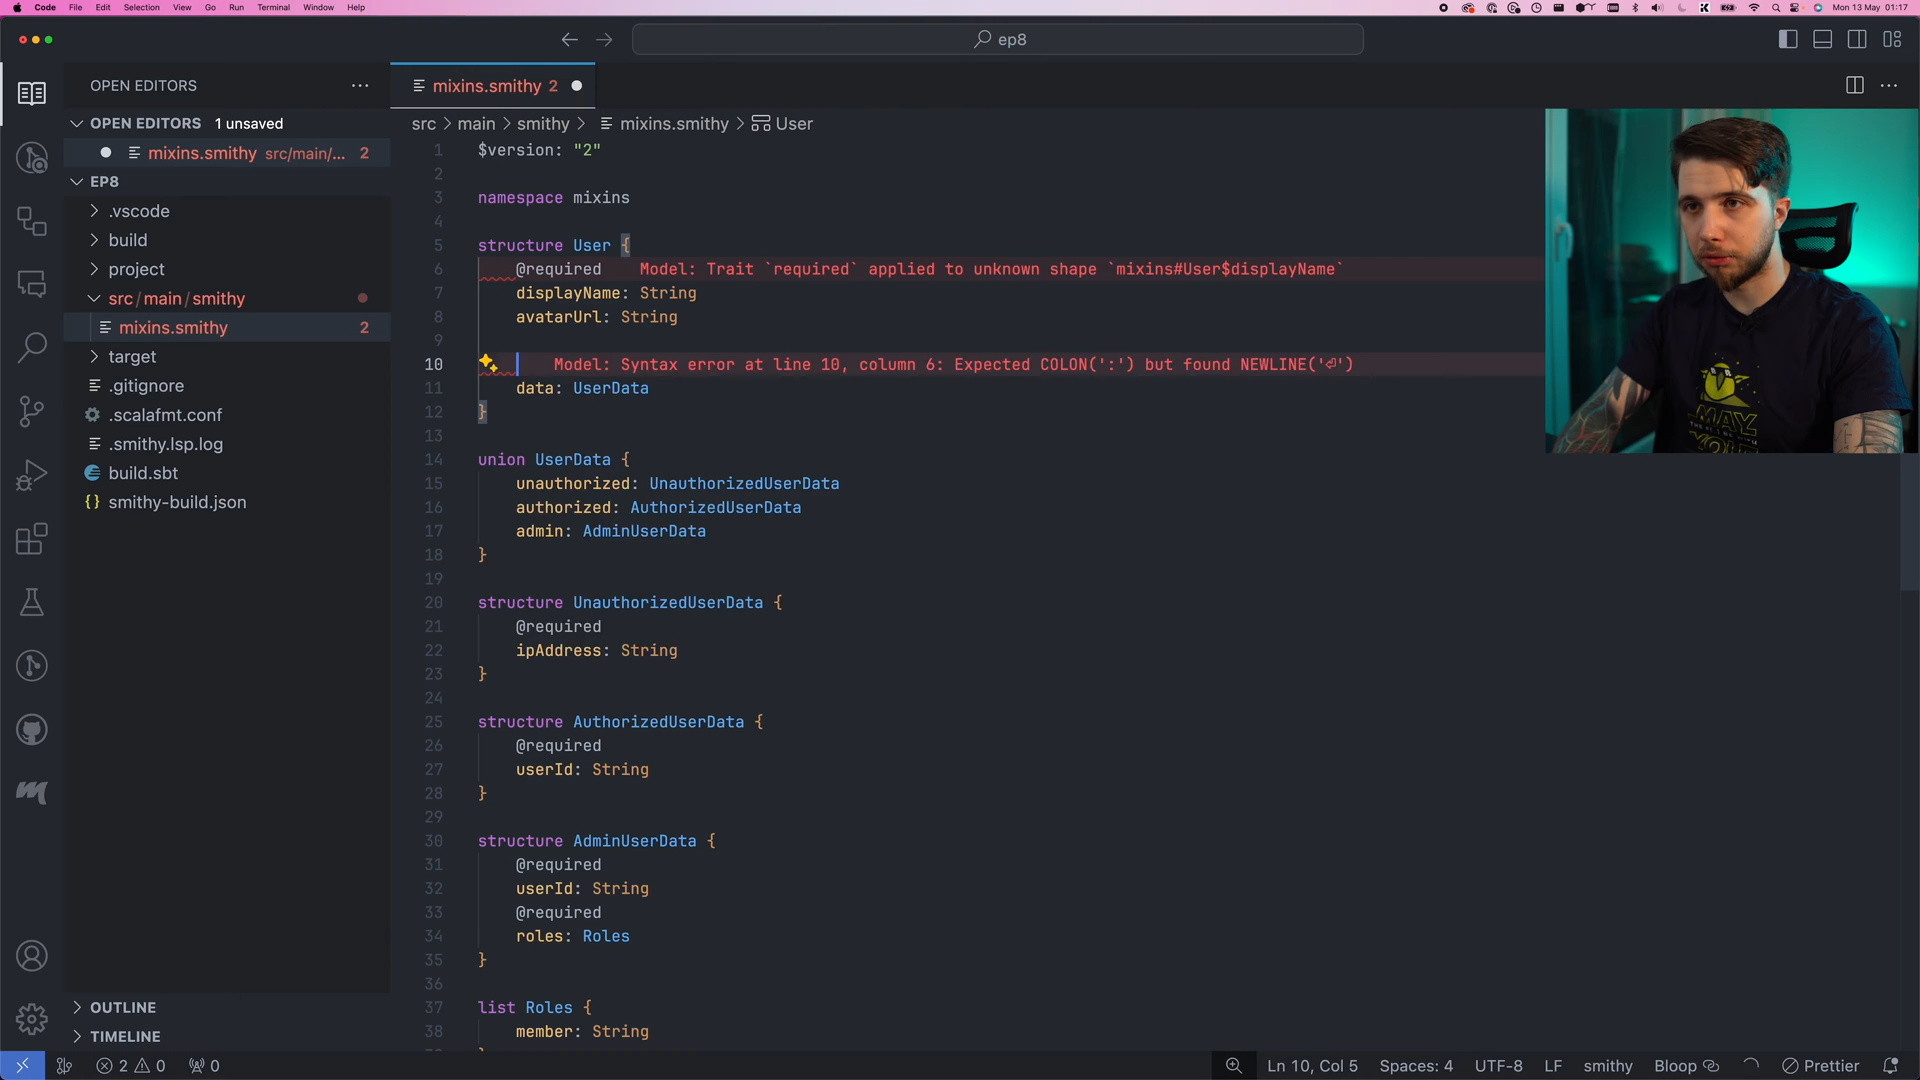 Code File Edit Selection View Go Run Terminal Window Help
Mon 13 May 01:17
ep8
OPEN EDITORS
mixins.smithy 2
OPEN EDITORS 1 unsaved
mixins.smithy src/main/... 2
EP8
.vscode
build
project
src/main/smithy
mixins.smithy 2
target
.gitignore
.scalafmt.conf
.smithy.lsp.log
build.sbt
smithy-build.json
OUTLINE
TIMELINE
src > main > smithy > mixins.smithy > User
1 $version: "2"
2
3 namespace mixins
4
5 structure User {
6 @required Model: Trait `required` applied to unknown shape `mixins#User$displayName`
7 displayName: String
8 avatarUrl: String
9
10 Model: Syntax error at line 10, column 6: Expected COLON(':') but found NEWLINE('⏎')
11 data: UserData
12 }
13
14 union UserData {
15 unauthorized: UnauthorizedUserData
16 authorized: AuthorizedUserData
17 admin: AdminUserData
18 }
19
20 structure UnauthorizedUserData {
21 @required
22 ipAddress: String
23 }
24
25 structure AuthorizedUserData {
26 @required
27 userId: String
28 }
29
30 structure AdminUserData {
31 @required
32 userId: String
33 @required
34 roles: Roles
35 }
36
37 list Roles {
38 member: String
MAY
YOU
2 0 0
Ln 10, Col 5 Spaces: 4 UTF-8 LF smithy Bloop Prettier